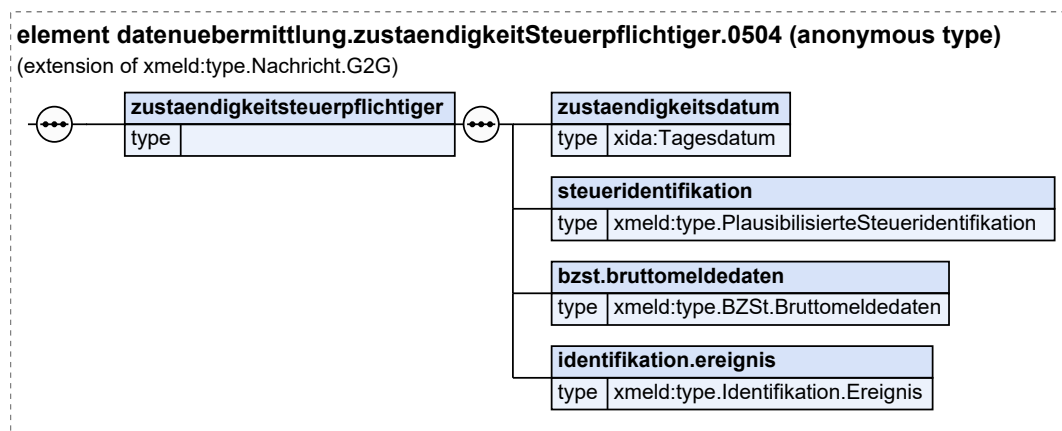 element datenuebermittlung.zustaendigkeitSteuerpflichtiger.0504 (anonymous type)
(extension of xmeld:type.Nachricht.G2G)
zustaendigkeitsteuerpflichtiger
type
zustaendigkeitsdatum
type xida:Tagesdatum
steueridentifikation
type xmeld:type.PlausibilisierteSteueridentifikation
bzst.bruttomeldedaten
type xmeld:type.BZSt.Bruttomeldedaten
identifikation.ereignis
type xmeld:type.Identifikation.Ereignis